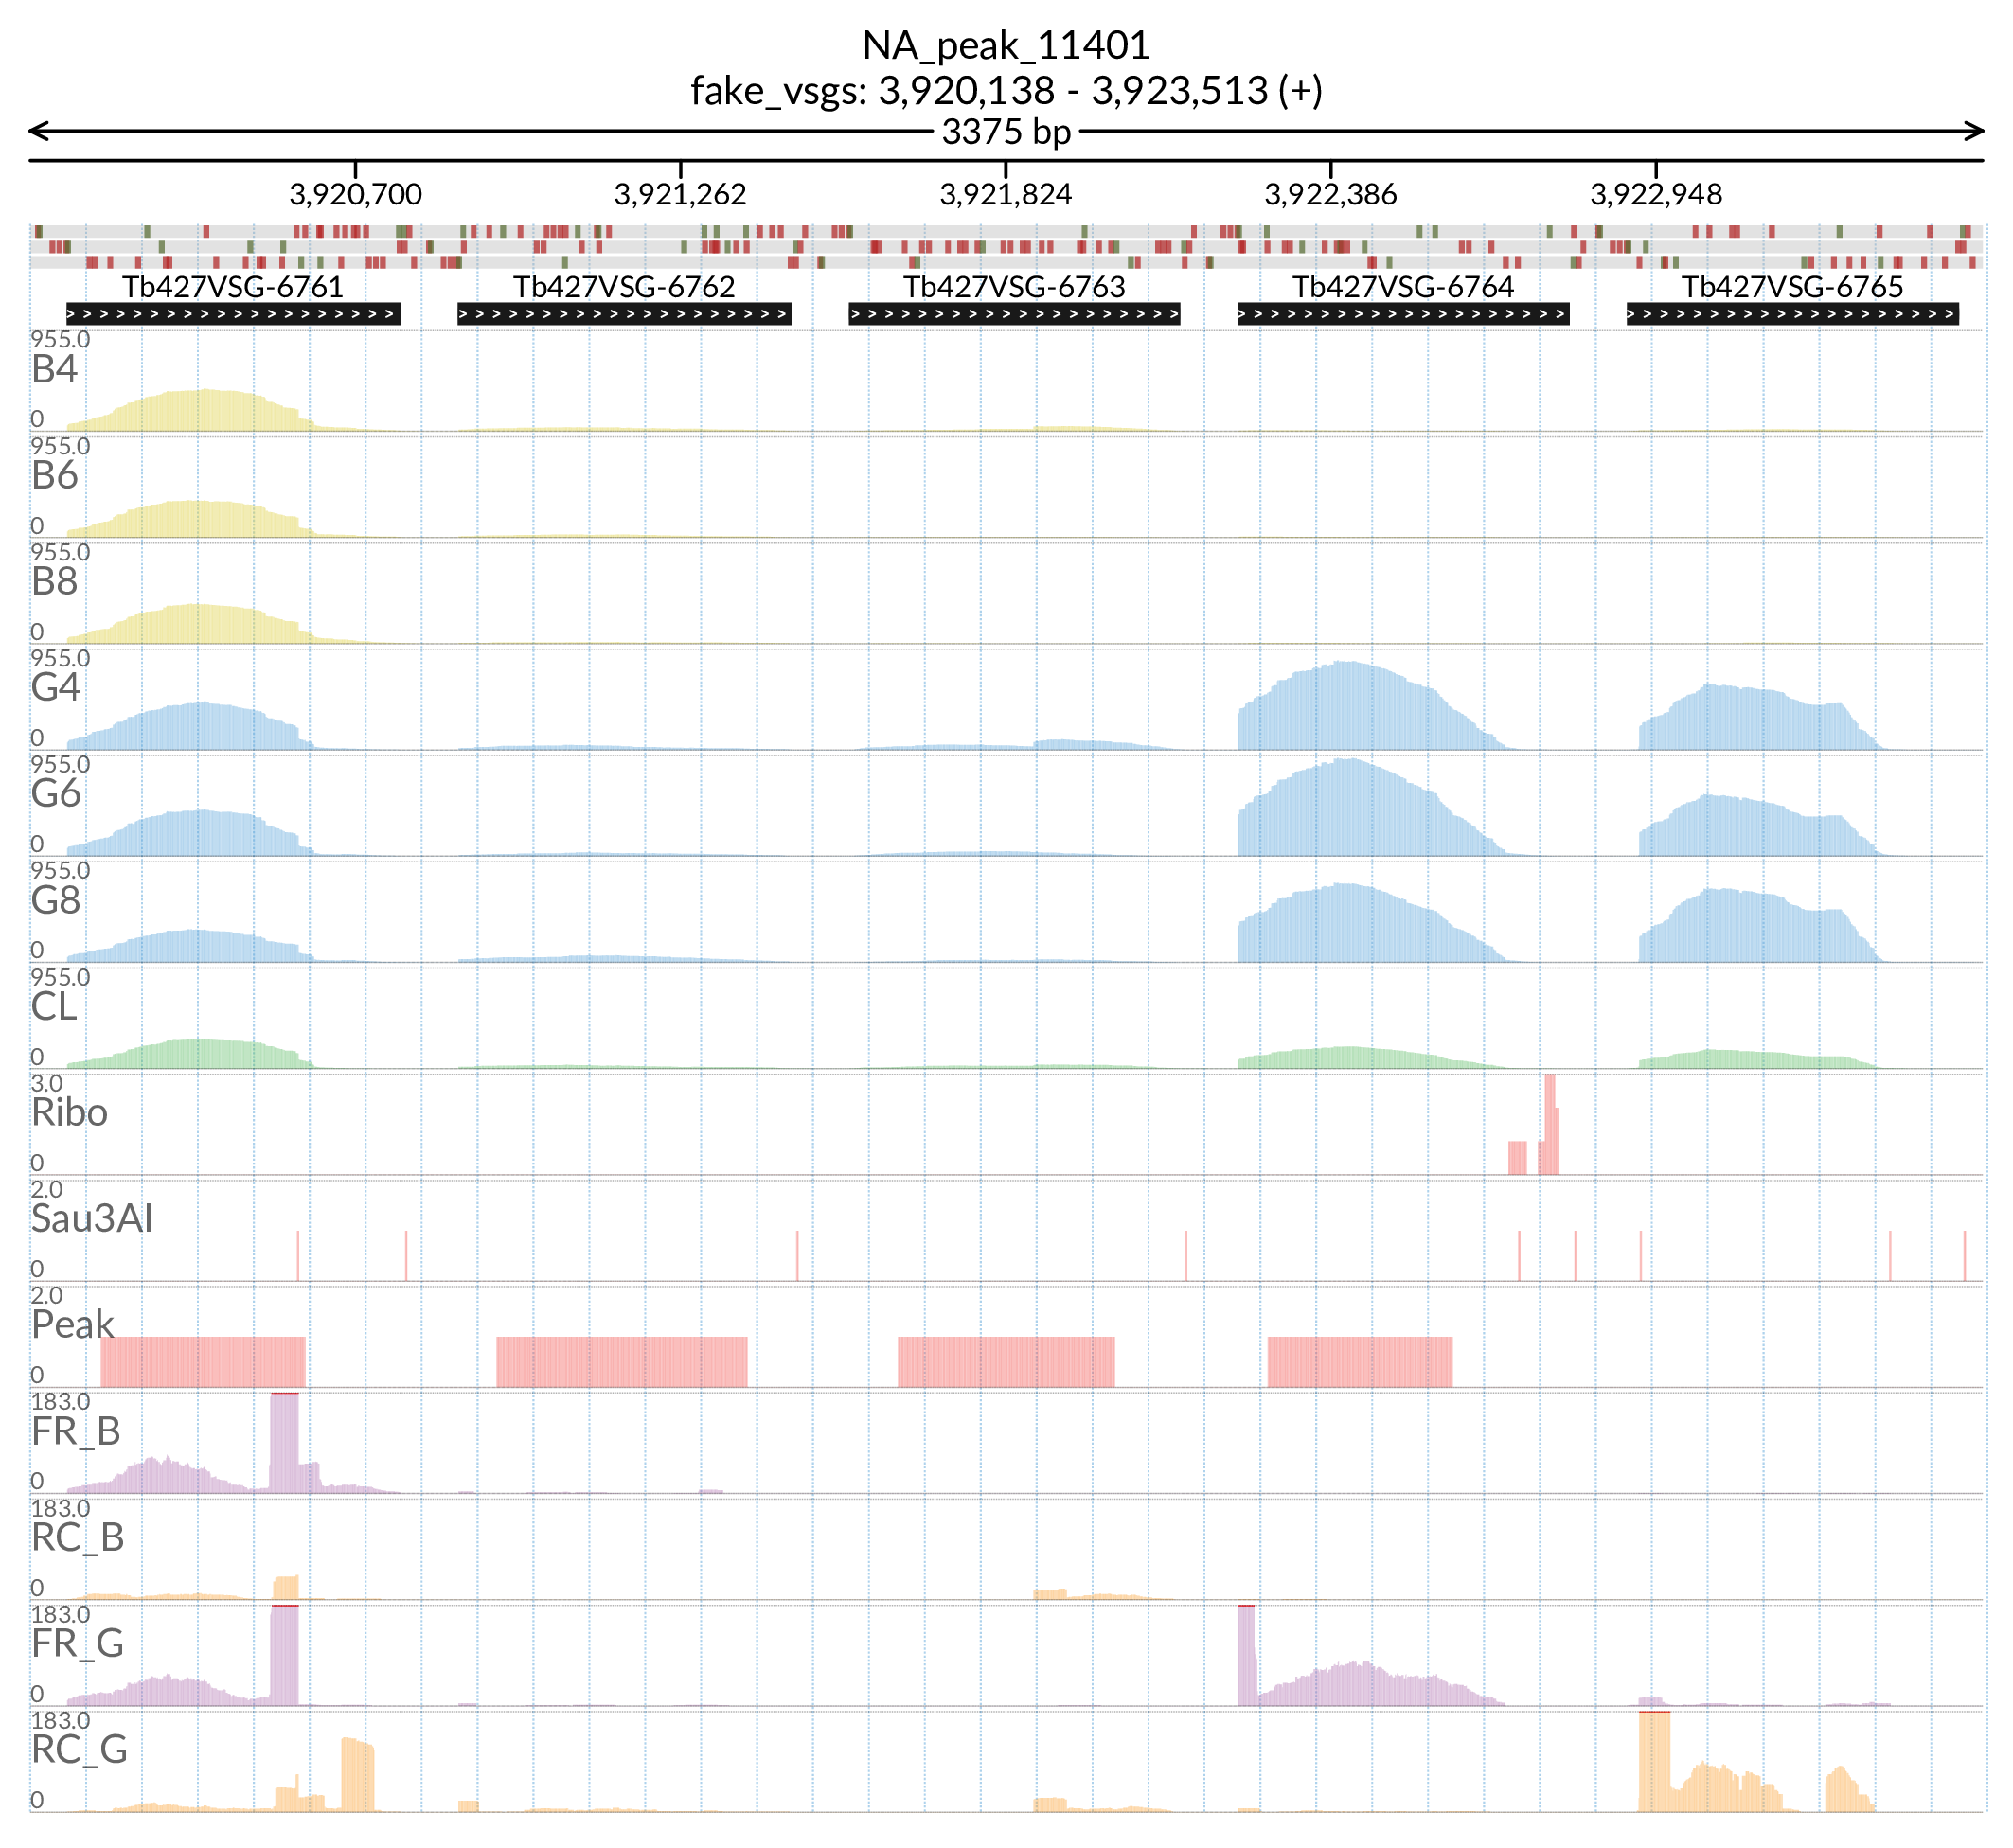 NA_peak_11401
fake_vsgs: 3,920,138 - 3,923,513 (+)
3375 bp
3,920,700 3,921,262 3,921,824 3,922,386 3,922,948
Tb427VSG-6761 Tb427VSG-6762 Tb427VSG-6763 Tb427VSG-6764 Tb427VSG-6765
955.0
B4
0
955.0
B6
0
955.0
B8
0
955.0
G4
0
955.0
G6
0
955.0
G8
0
955.0
CL
0
3.0
Ribo
0
2.0
Sau3AI
0
2.0
Peak
0
183.0
FR_B
0
183.0
RC_B
0
183.0
FR_G
0
183.0
RC_G
0